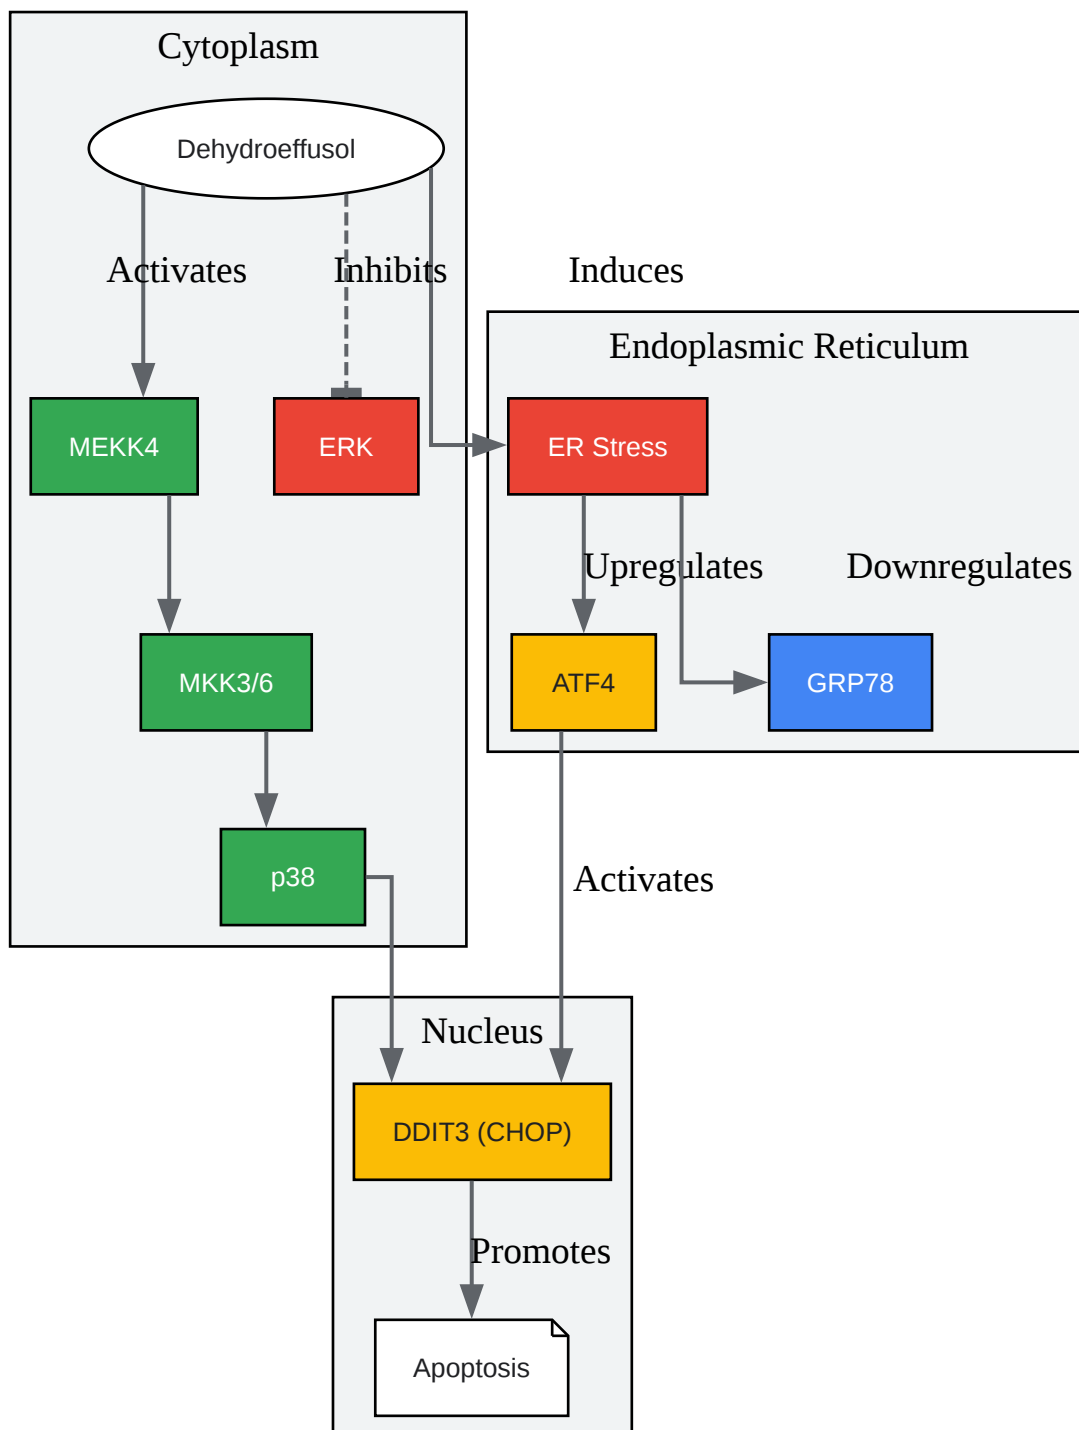 Cytoplasm
Dehydroeffusol
Activates
Inhibits
Induces
Endoplasmic Reticulum
MEKK4
ERK
ER Stress
Upregulates
Downregulates
MKK3/6
ATF4
GRP78
p38
Activates
Nucleus
DDIT3 (CHOP)
Promotes
Apoptosis